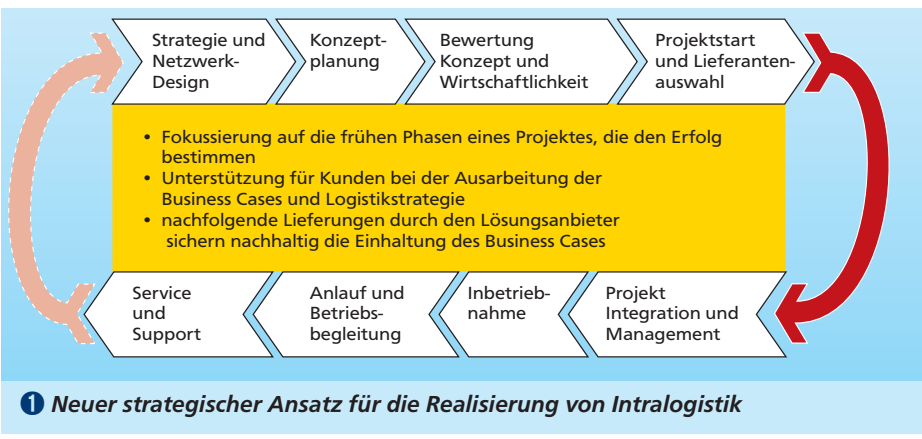 Strategie und
Netzwerk-
Design
Konzept-
planung
Bewertung
Konzept und
Wirtschaftlichkeit
Projektstart
und Lieferanten-
auswahl
• Fokussierung auf die frühen Phasen eines Projektes, die den Erfolg
bestimmen
• Unterstützung für Kunden bei der Ausarbeitung der
Business Cases und Logistikstrategie
• nachfolgende Lieferungen durch den Lösungsanbieter
sichern nachhaltig die Einhaltung des Business Cases
Service
und
Support
Anlauf und
Betriebs-
begleitung
Inbetrieb-
nahme
Projekt
Integration und
Management
❶ Neuer strategischer Ansatz für die Realisierung von Intralogistik